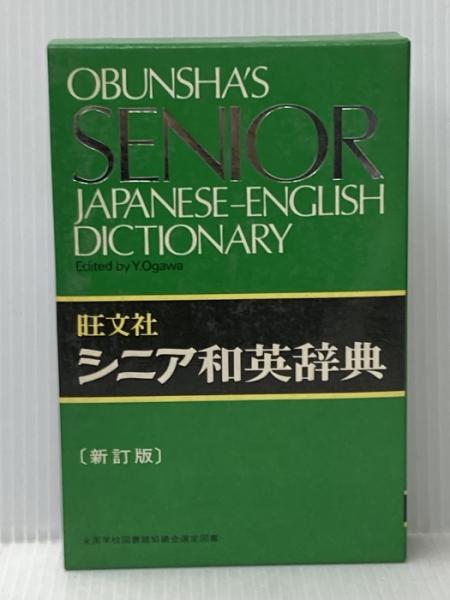 OBUNSHA'S
SENIOR
JAPANESE-ENGLISH
DICTIONARY
Edited by Y.Ogawa
旺文社
シニア和英辞典
〔新訂版〕
全国学校図書館協議会選定図書